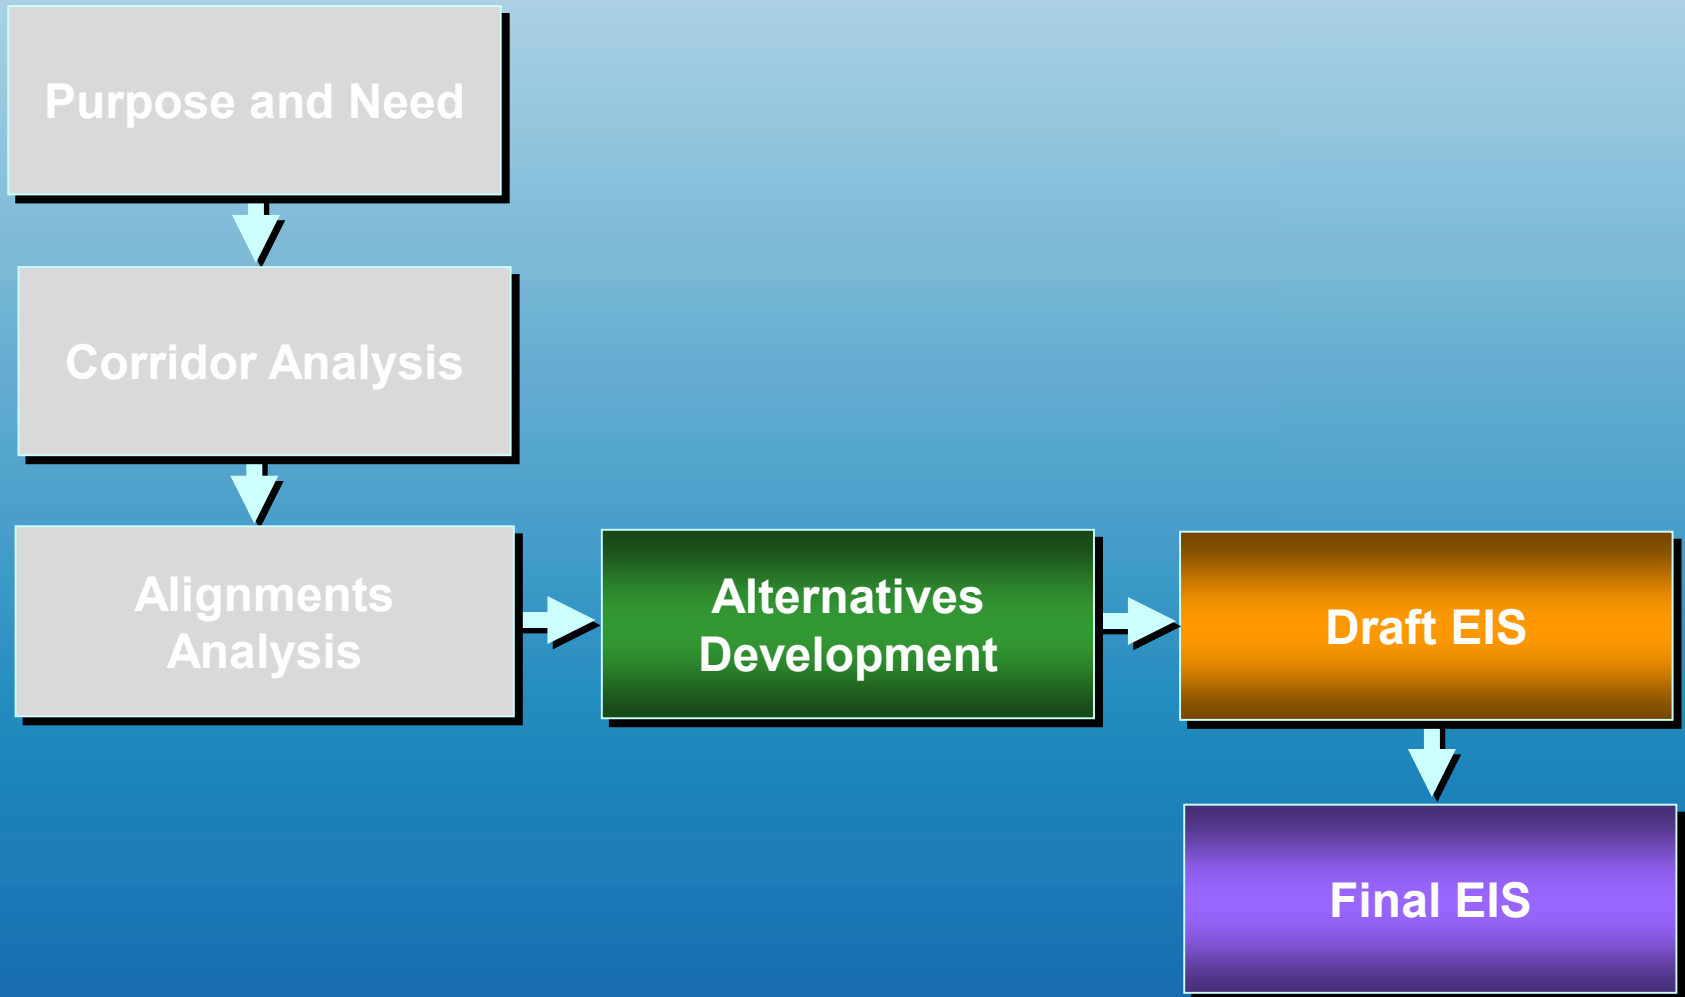 Purpose and Need
Corridor Analysis
Alignments
Analysis
Alternatives
Development
Draft EIS
Final EIS